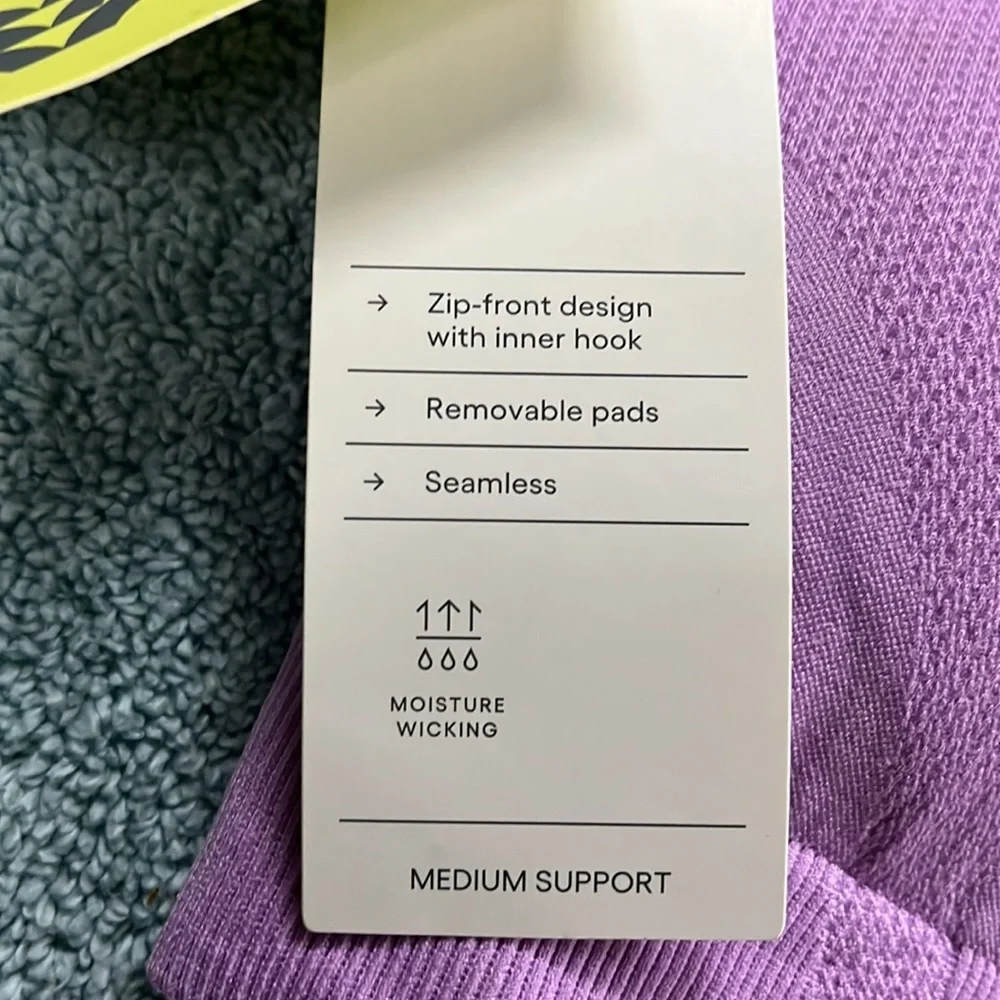 → Zip-front design
with inner hook
→ Removable pads
→ Seamless
MOISTURE
WICKING
MEDIUM SUPPORT